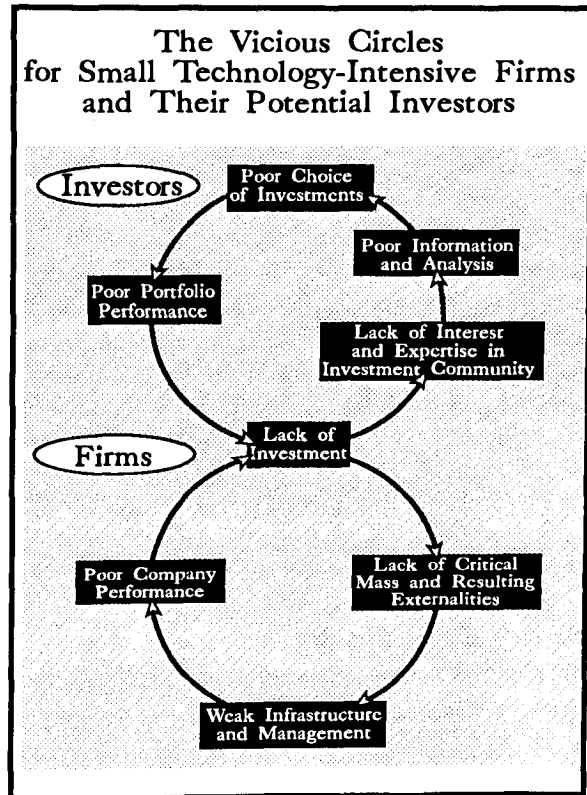 The Vicious Circles
for Small Technology-Intensive Firms
and Their Potential Investors
Investors
Poor Choice
of Investments
Poor Information
and Analysis
Poor Portfolio
Performance
Lack of Interest
and Expertise in
Investment Community
Lack of
Investment
Firms
Poor Company
Performance
Lack of Critical
Mass and Resulting
Externalities
Weak Infrastructure
and Management